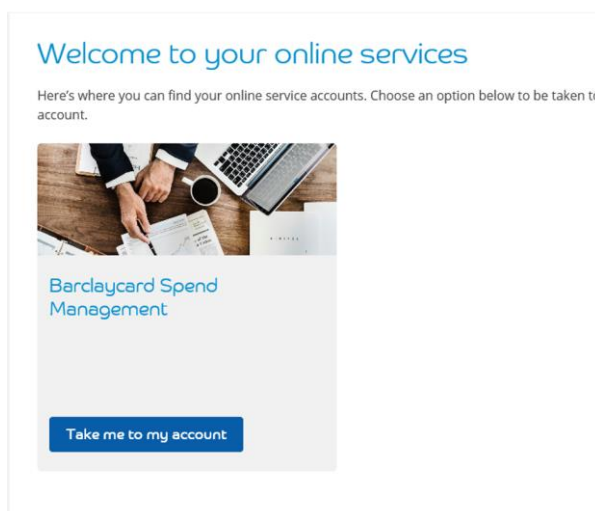 Welcome to your online services
Here's where you can find your online service accounts. Choose an option below to be taken to
account.
Barclaycard Spend
Management
Take me to my account